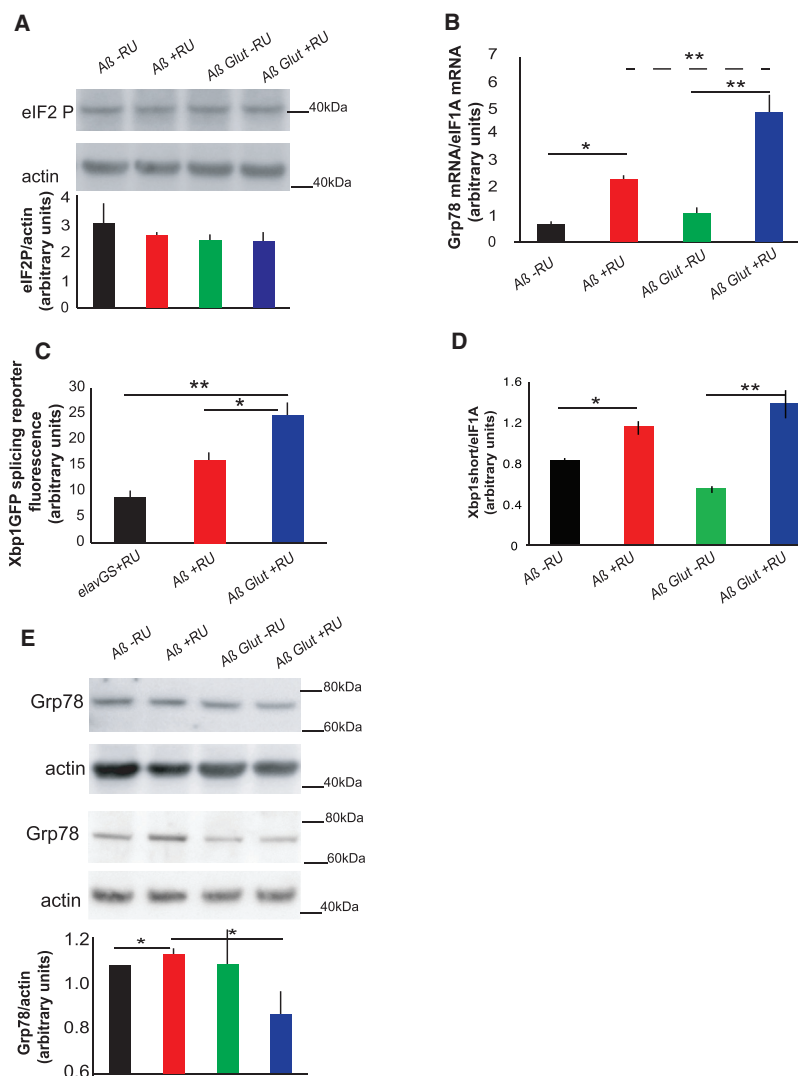 A
Aß -RU
Aß +RU
Aß Glut -RU
Aß Glut +RU
eIF2 P
40kDa
actin
40kDa
eIF2P/actin
(arbitrary units)
4
3
2
1
0
B
Grp78 mRNA/eIF1A mRNA
(arbitrary units)
7
6
5
4
3
2
1
0
*
**
**
Aß -RU
Aß +RU
Aß Glut -RU
Aß Glut +RU
C
Xbp1GFP splicing reporter
fluorescence
(arbitrary units)
30
25
20
15
10
5
0
**
*
elavGS+RU
Aß +RU
Aß Glut +RU
D
Xbp1short/eIF1A
(arbitrary units)
1.6
1.2
0.8
0.4
0
*
**
Aß -RU
Aß +RU
Aß Glut -RU
Aß Glut +RU
E
Aß -RU
Aß +RU
Aß Glut -RU
Aß Glut +RU
Grp78
80kDa
60kDa
actin
40kDa
Grp78
80kDa
60kDa
actin
40kDa
Grp78/actin
(arbitrary units)
1.2
1.0
0.8
0.6
*
*